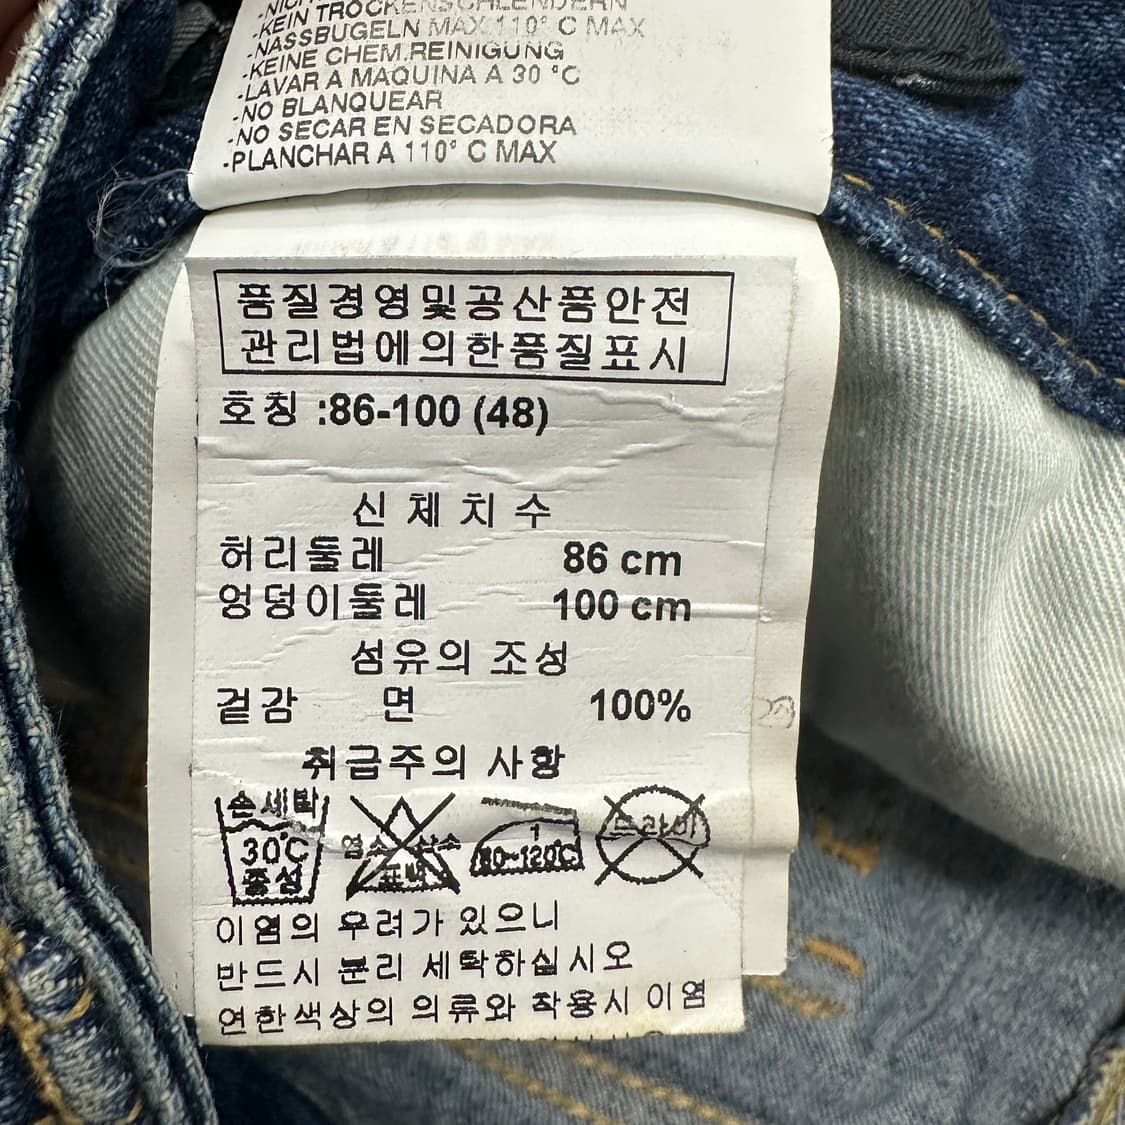 -KEIN TROCKENSCHLENDERN
-NASSBUGELN MAX 110° C MAX
-KEINE CHEM.REINIGUNG
-LAVAR A MAQUINA A 30 °C
-NO BLANQUEAR
-NO SECAR EN SECADORA
-PLANCHAR A 110° C MAX
품질경영및공산품안전
관리법에의한품질표시
호칭 :86-100 (48)
신체치수
허리둘레 86 cm
엉덩이둘레 100 cm
섬유의 조성
겉감 면 100%
취급주의 사항
손세탁 30℃ 중성
염소 산소 표백
1 80~120℃
드라이
이염의 우려가 있으니
반드시 분리 세탁하십시오
연한색상의 의류와 착용시 이염